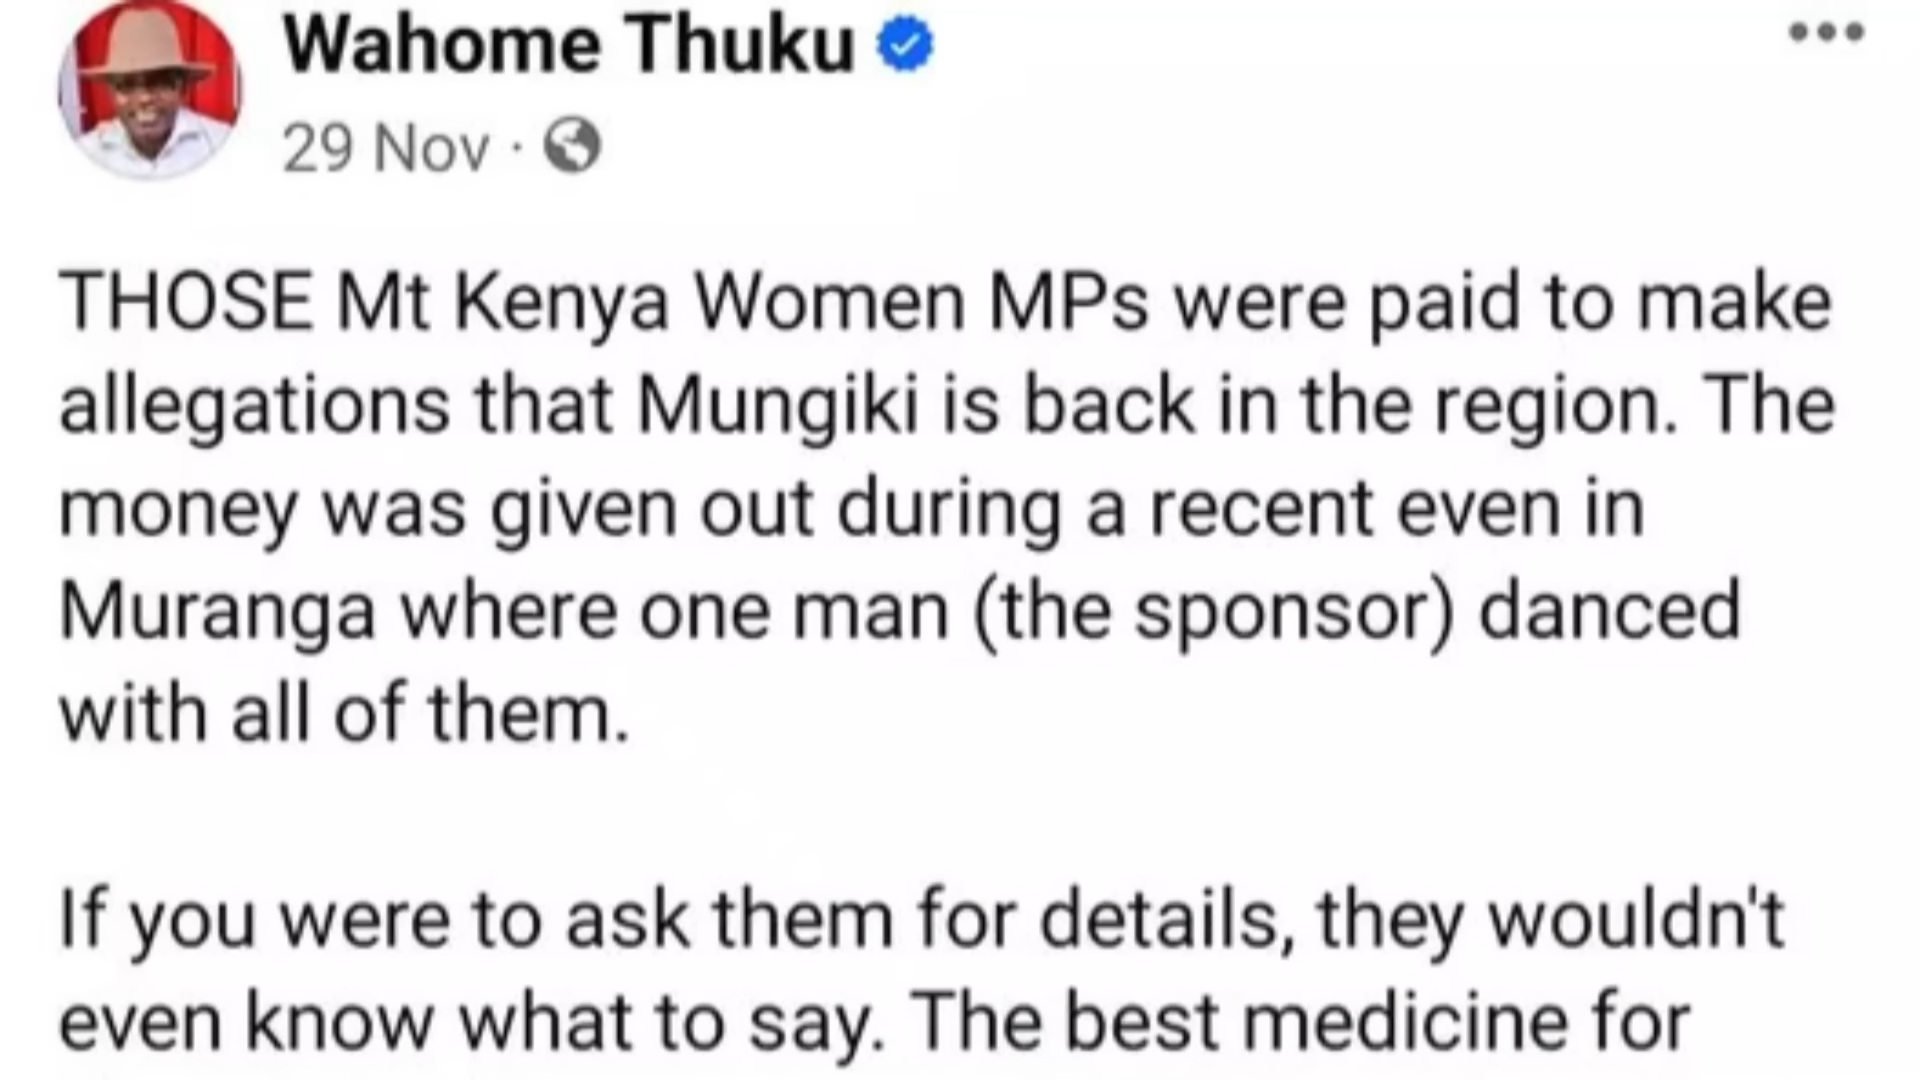 Wahome Thuku
29 Nov ·
THOSE Mt Kenya Women MPs were paid to make
allegations that Mungiki is back in the region. The
money was given out during a recent even in
Muranga where one man (the sponsor) danced
with all of them.
If you were to ask them for details, they wouldn't
even know what to say. The best medicine for